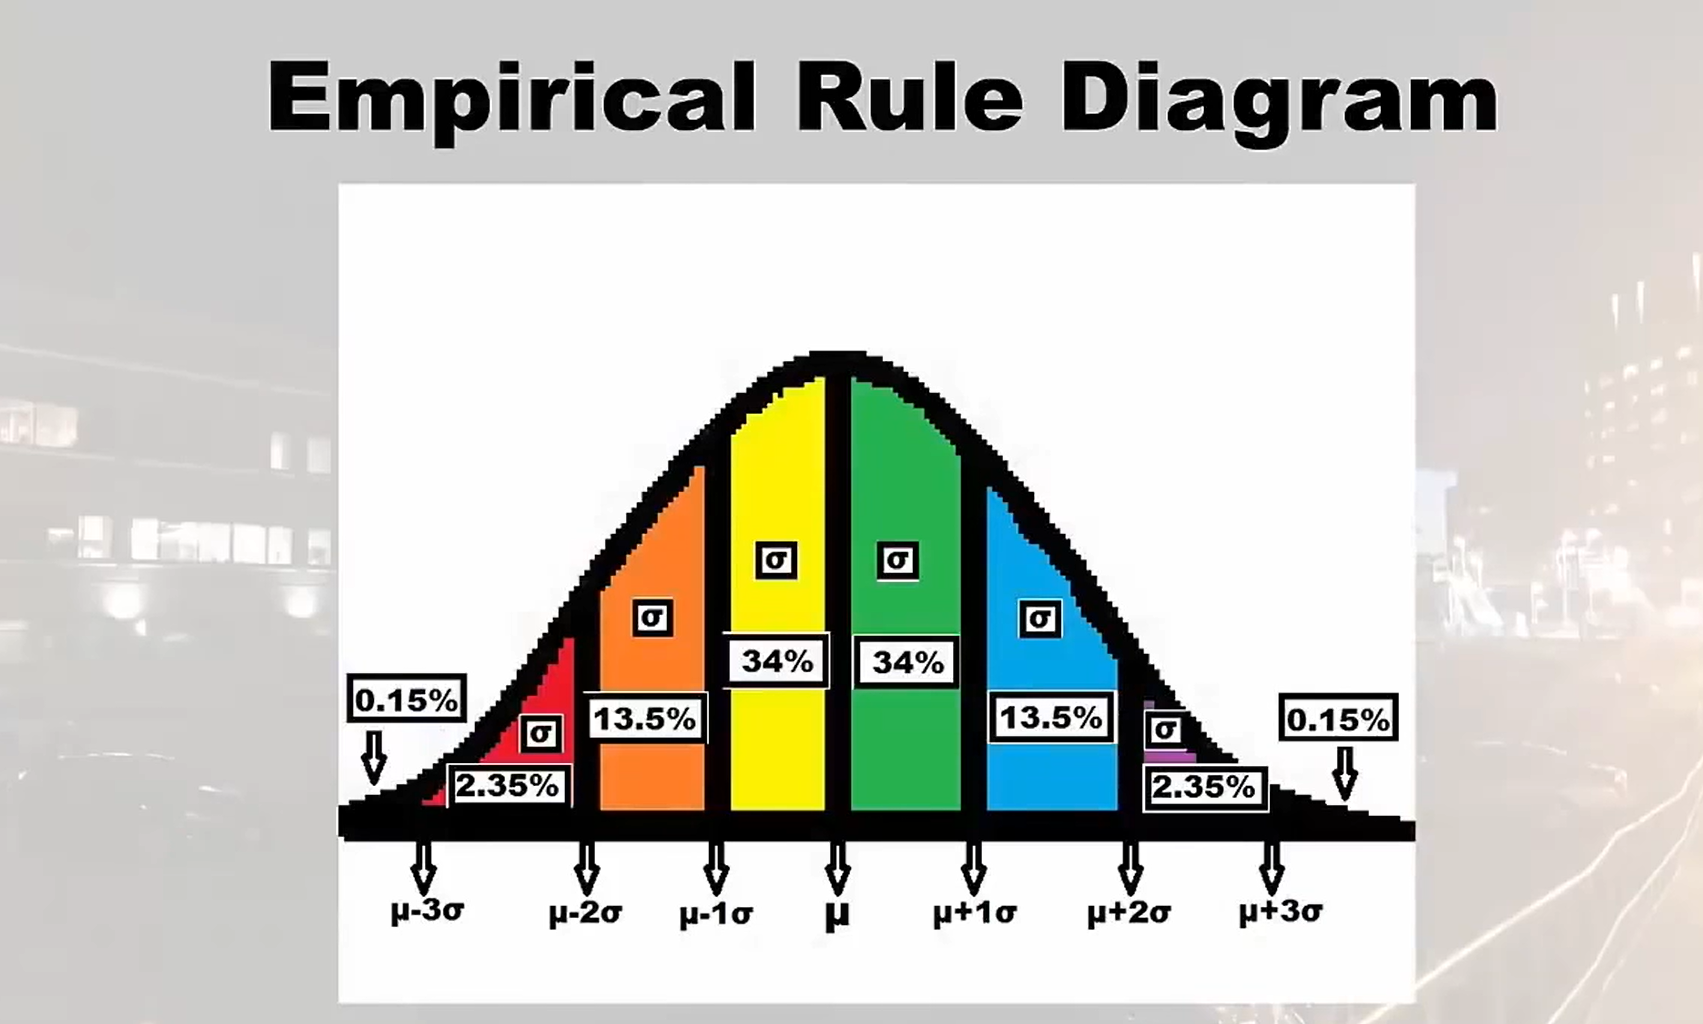 Empirical Rule Diagram
σ
σ
σ
σ
σ
σ
34%
34%
0.15%
13.5%
13.5%
0.15%
2.35%
2.35%
μ-3σ
μ-2σ
μ-1σ
μ
μ+1σ
μ+2σ
μ+3σ